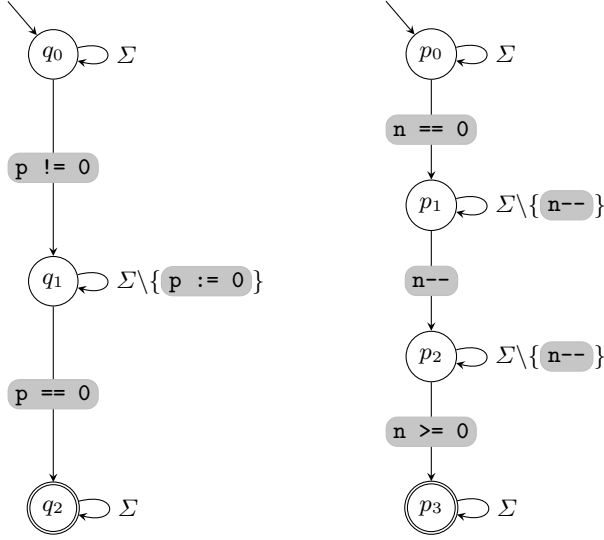 q0 Σ
p != 0
q1 Σ\{p := 0}
p == 0
q2 Σ
p0 Σ
n == 0
p1 Σ\{n--}
n--
p2 Σ\{n--}
n >= 0
p3 Σ